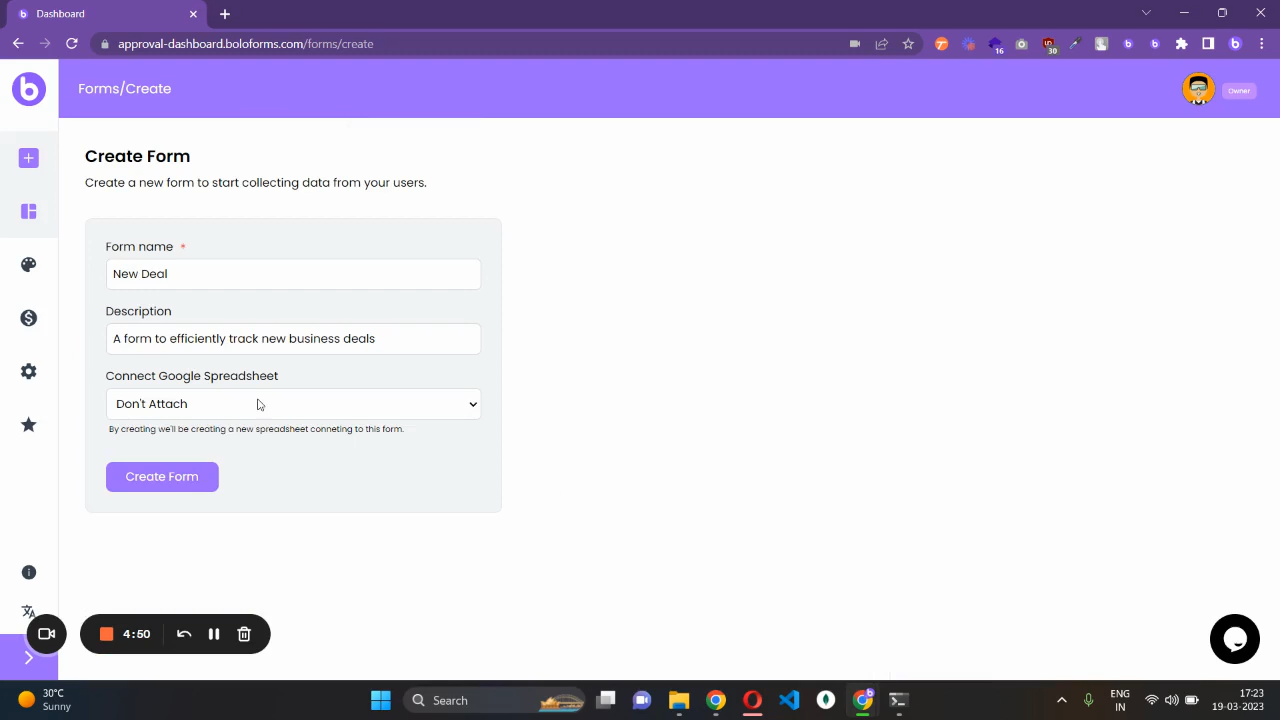 Dashboard
approval-dashboard.boloforms.com/forms/create
16
30
Forms/Create
Owner
Create Form
Create a new form to start collecting data from your users.
Form name *
New Deal
Description
A form to efficiently track new business deals
Connect Google Spreadsheet
Don't Attach
By creating we'll be creating a new spreadsheet conneting to this form.
Create Form
4:50
30°C
Sunny
Search
ENG
IN
17:23
19-03-2023